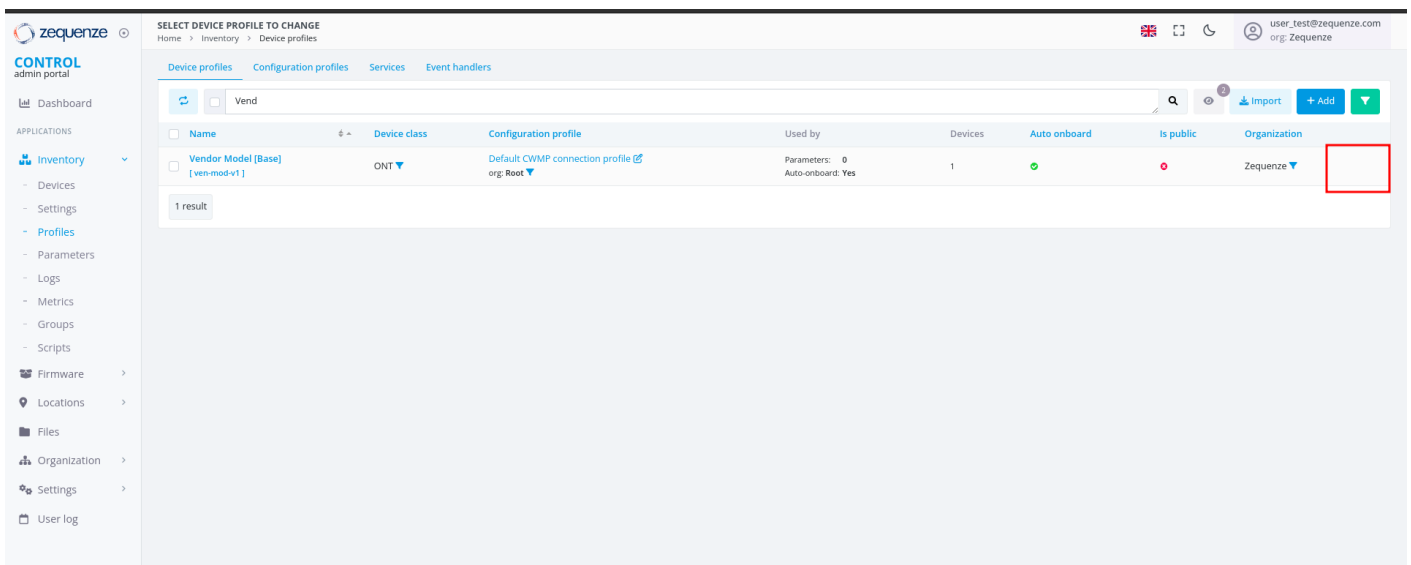 zequenze
CONTROL
admin portal
Dashboard
APPLICATIONS
Inventory
Devices
Settings
Profiles
Parameters
Logs
Metrics
Groups
Scripts
Firmware
Locations
Files
Organization
Settings
User log
SELECT DEVICE PROFILE TO CHANGE
Home > Inventory > Device profiles
user_test@zequenze.com
org: Zequenze
Device profiles Configuration profiles Services Event handlers
Vend
2
Import
+ Add
Name Device class Configuration profile Used by Devices Auto onboard Is public Organization
Vendor Model [Base] ONT Default CWMP connection profile Parameters: 0 1 Zequenze
[ ven-mod-v1 ] org: Root Auto-onboard: Yes
1 result